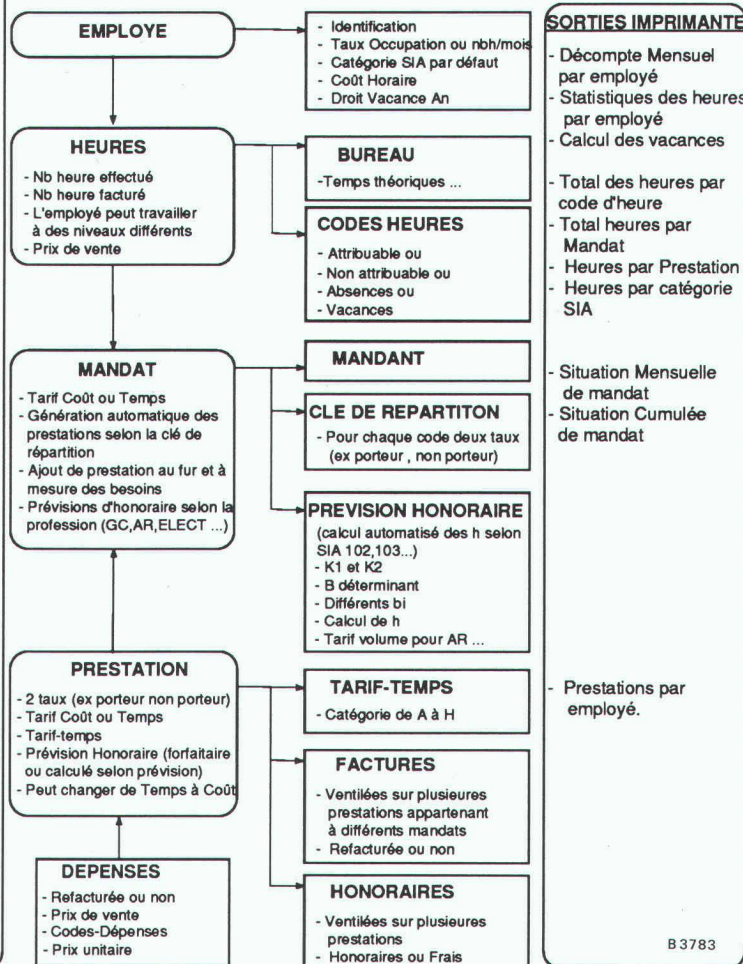 EMPLOYE
- Identification
- Taux Occupation ou nbh/mois
- Catégorie SIA par défaut
- Coût Horaire
- Droit Vacance An
HEURES
- Nb heure effectué
- Nb heure facturé
- L'employé peut travailler
à des niveaux différents
- Prix de vente
BUREAU
-Temps théoriques ...
CODES HEURES
- Attribuable ou
- Non attribuable ou
- Absences ou
- Vacances
MANDAT
- Tarif Coût ou Temps
- Génération automatique des
prestations selon la clé de
répartition
- Ajout de prestation au fur et à
mesure des besoins
- Prévisions d'honoraire selon la
profession (GC,AR,ELECT ...)
MANDANT
CLE DE REPARTITON
- Pour chaque code deux taux
(ex porteur , non porteur)
PREVISION HONORAIRE
(calcul automatisé des h selon
SIA 102,103...)
- K1 et K2
- B déterminant
- Différents bi
- Calcul de h
- Tarif volume pour AR ...
PRESTATION
- 2 taux (ex porteur non porteur)
- Tarif Coût ou Temps
- Tarif-temps
- Prévision Honoraire (forfaitaire
ou calculé selon prévision)
- Peut changer de Temps à Coût
TARIF-TEMPS
- Catégorie de A à H
FACTURES
- Ventilées sur plusieures
prestations appartenant
à différents mandats
- Refacturée ou non
DEPENSES
- Refacturée ou non
- Prix de vente
- Codes-Dépenses
- Prix unitaire
HONORAIRES
- Ventilées sur plusieures
prestations
- Honoraires ou Frais
SORTIES IMPRIMANTE
- Décompte Mensuel
par employé
- Statistiques des heures
par employé
- Calcul des vacances
- Total des heures par
code d'heure
- Total heures par
Mandat
- Heures par Prestation
- Heures par catégorie
SIA
- Situation Mensuelle
de mandat
- Situation Cumulée
de mandat
- Prestations par
employé.
B 3783